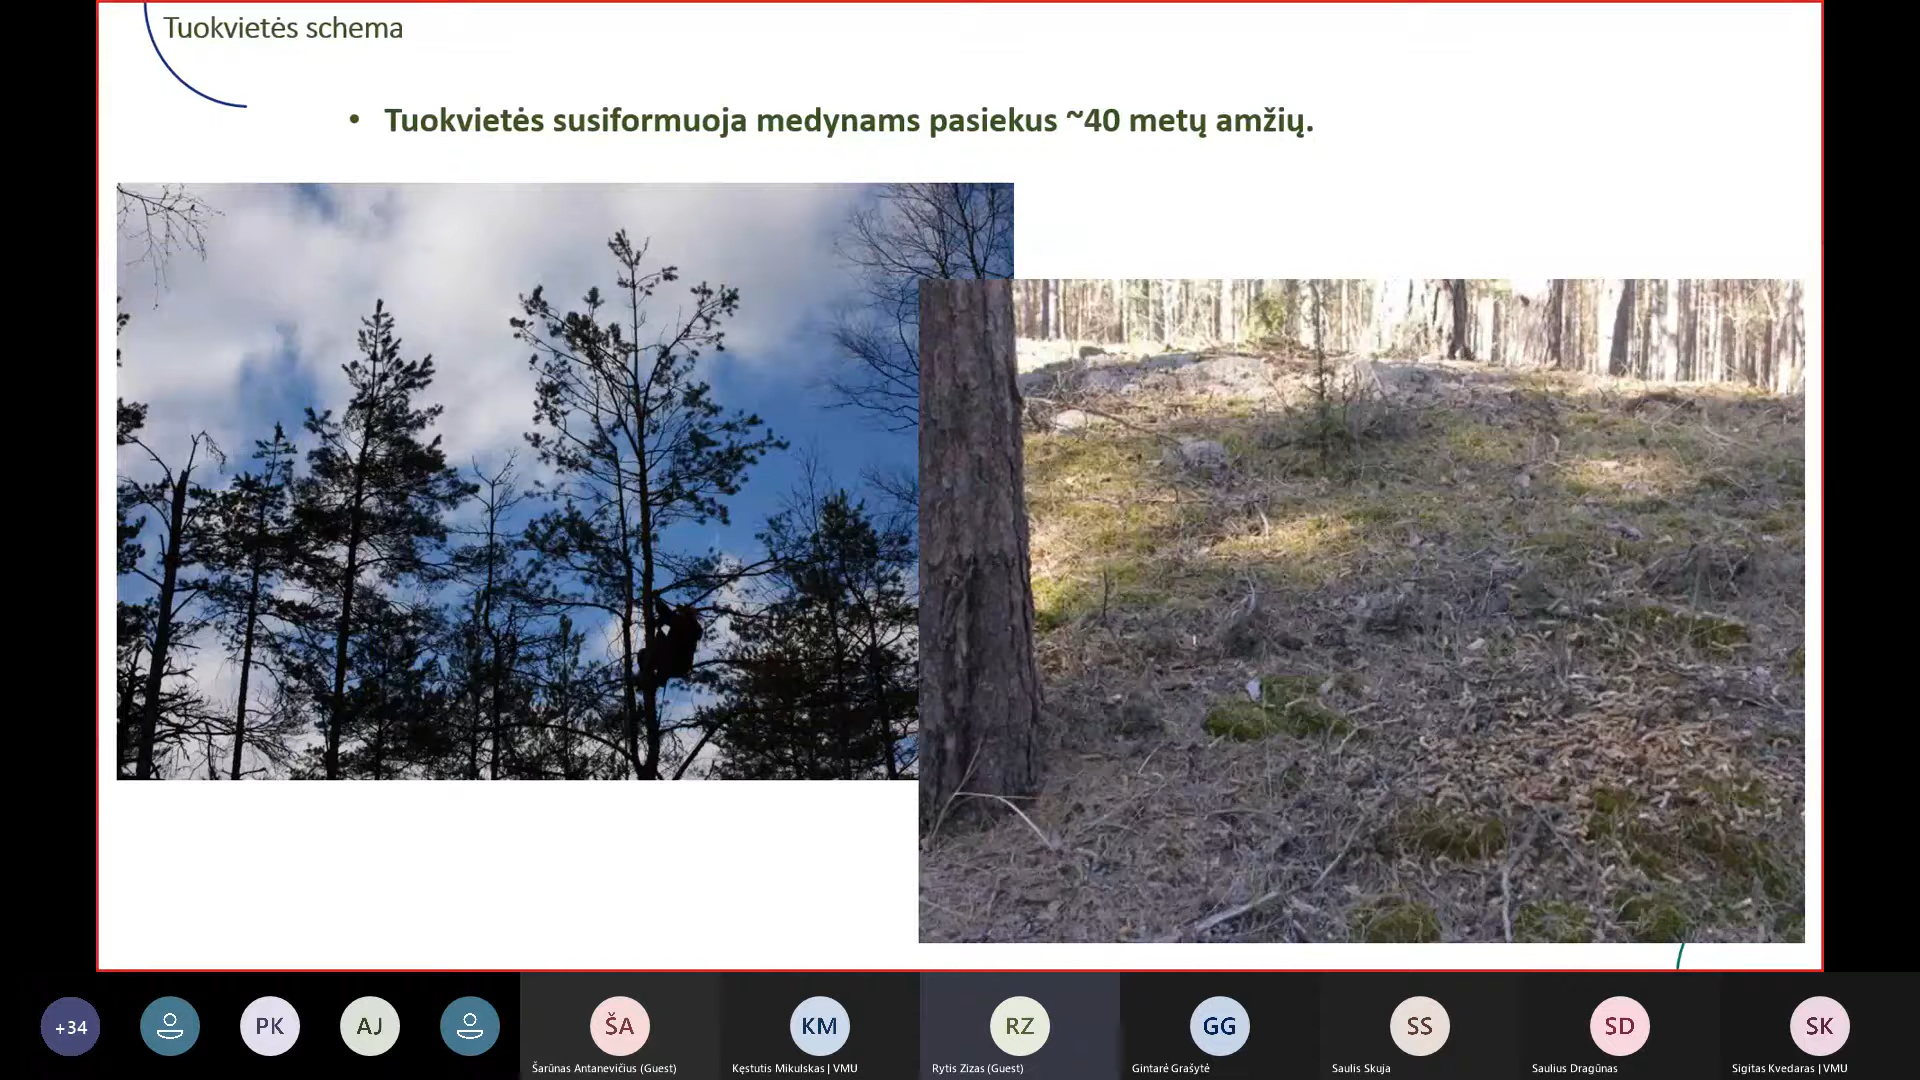 Tuokvietės schema
• Tuokvietės susiformuoja medynams pasiekus ~40 metų amžių.
+34
PK
AJ
ŠA
KM
RZ
GG
SS
SD
SK
Šarūnas Antanevičius (Guest)
Kęstutis Mikulskas | VMU
Rytis Zizas (Guest)
Gintarė Grašytė
Saulis Skuja
Saulius Dragūnas
Sigitas Kvedaras | VMU